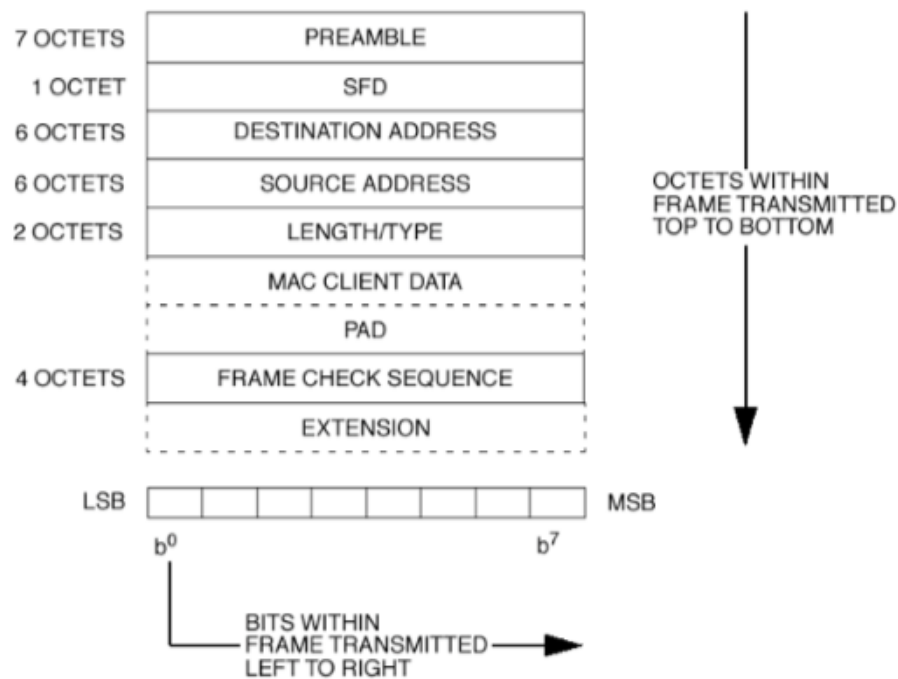 7 OCTETS PREAMBLE
1 OCTET SFD
6 OCTETS DESTINATION ADDRESS
6 OCTETS SOURCE ADDRESS
2 OCTETS LENGTH/TYPE
MAC CLIENT DATA
PAD
4 OCTETS FRAME CHECK SEQUENCE
EXTENSION
OCTETS WITHIN
FRAME TRANSMITTED
TOP TO BOTTOM
LSB MSB
b0 b7
BITS WITHIN
FRAME TRANSMITTED
LEFT TO RIGHT